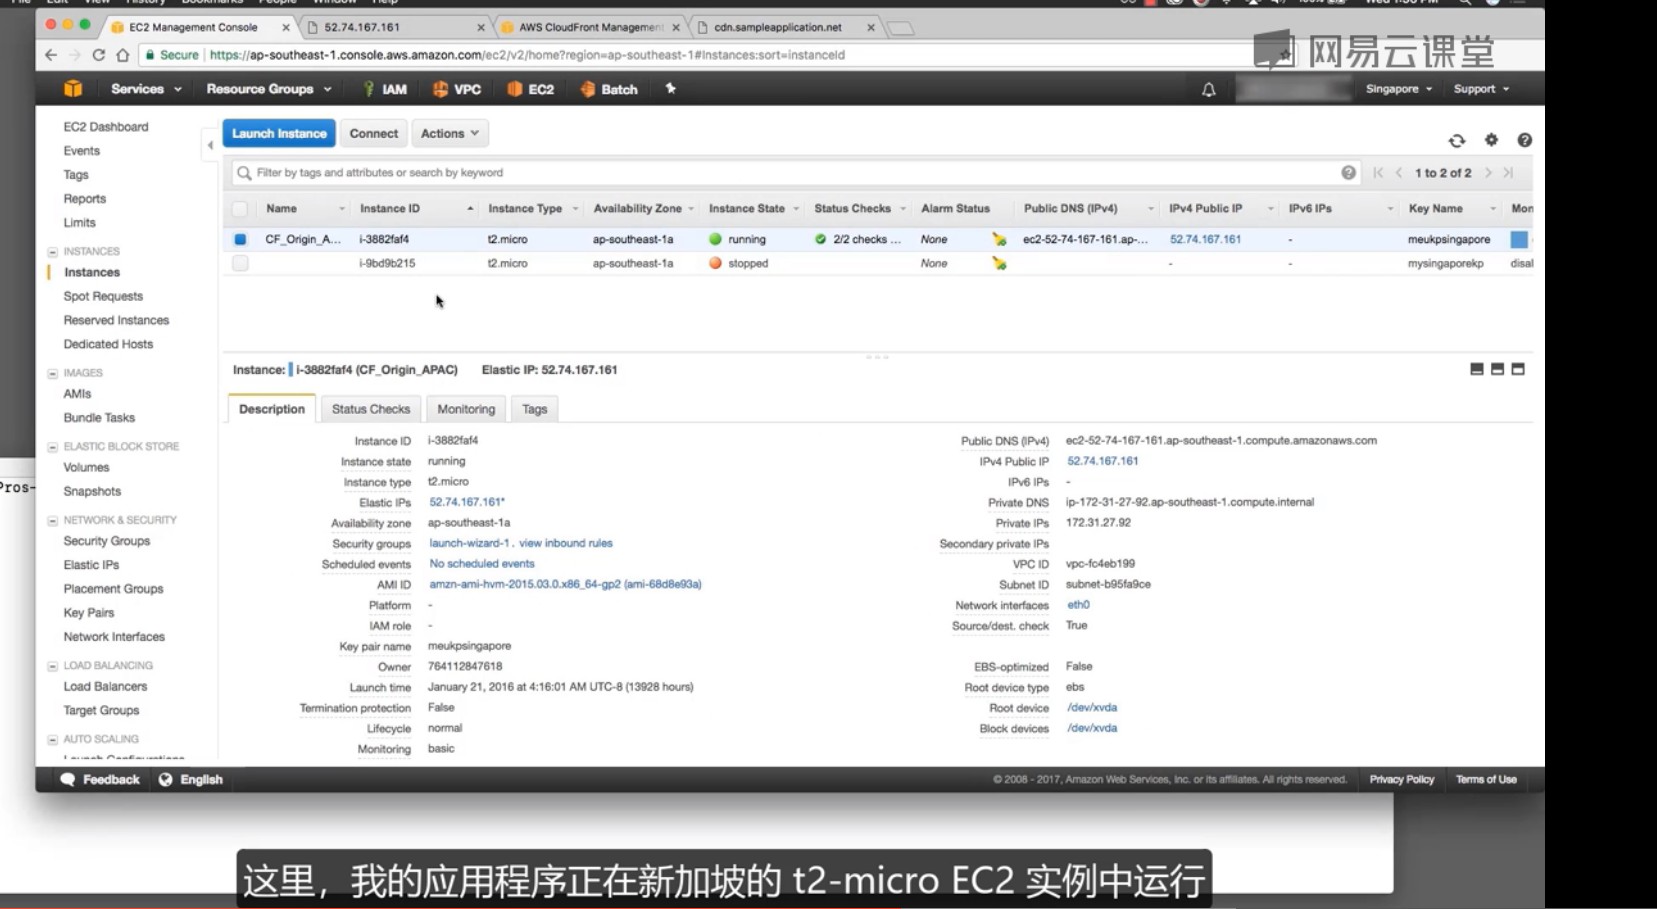 Edit View History Bookmarks People Window Help
EC2 Management Console
52.74.167.161
AWS CloudFront Management
cdn.sampleapplication.net
Secure
https://ap-southeast-1.console.aws.amazon.com/ec2/v2/home?region=ap-southeast-1#Instances:sort=instanceId
网易云课堂
Services Resource Groups IAM VPC EC2 Batch Singapore Support
EC2 Dashboard
Events
Tags
Reports
Limits
INSTANCES
Instances
Spot Requests
Reserved Instances
Dedicated Hosts
IMAGES
AMIs
Bundle Tasks
ELASTIC BLOCK STORE
Volumes
Snapshots
NETWORK & SECURITY
Security Groups
Elastic IPs
Placement Groups
Key Pairs
Network Interfaces
LOAD BALANCING
Load Balancers
Target Groups
AUTO SCALING
Launch Configurations
Pros-
Launch Instance Connect Actions
Filter by tags and attributes or search by keyword
1 to 2 of 2
Name Instance ID Instance Type Availability Zone Instance State Status Checks Alarm Status Public DNS (IPv4) IPv4 Public IP IPv6 IPs Key Name Mon
CF_Origin_A... i-3882faf4 t2.micro ap-southeast-1a running 2/2 checks ... None ec2-52-74-167-161.ap-... 52.74.167.161 - meukpsingapore
i-9bd9b215 t2.micro ap-southeast-1a stopped None - - mysingaporekp disal
Instance: i-3882faf4 (CF_Origin_APAC) Elastic IP: 52.74.167.161
Description Status Checks Monitoring Tags
Instance ID i-3882faf4
Instance state running
Instance type t2.micro
Elastic IPs 52.74.167.161*
Availability zone ap-southeast-1a
Security groups launch-wizard-1. view inbound rules
Scheduled events No scheduled events
AMI ID amzn-ami-hvm-2015.03.0.x86_64-gp2 (ami-68d8e93a)
Platform -
IAM role -
Key pair name meukpsingapore
Owner 764112847618
Launch time January 21, 2016 at 4:16:01 AM UTC-8 (13928 hours)
Termination protection False
Lifecycle normal
Monitoring basic
Public DNS (IPv4) ec2-52-74-167-161.ap-southeast-1.compute.amazonaws.com
IPv4 Public IP 52.74.167.161
IPv6 IPs -
Private DNS ip-172-31-27-92.ap-southeast-1.compute.internal
Private IPs 172.31.27.92
Secondary private IPs
VPC ID vpc-fc4eb199
Subnet ID subnet-b95fa9ce
Network interfaces eth0
Source/dest. check True
EBS-optimized False
Root device type ebs
Root device /dev/xvda
Block devices /dev/xvda
Feedback English © 2008 - 2017, Amazon Web Services, Inc. or its affiliates. All rights reserved. Privacy Policy Terms of Use
这里，我的应用程序正在新加坡的 t2-micro EC2 实例中运行